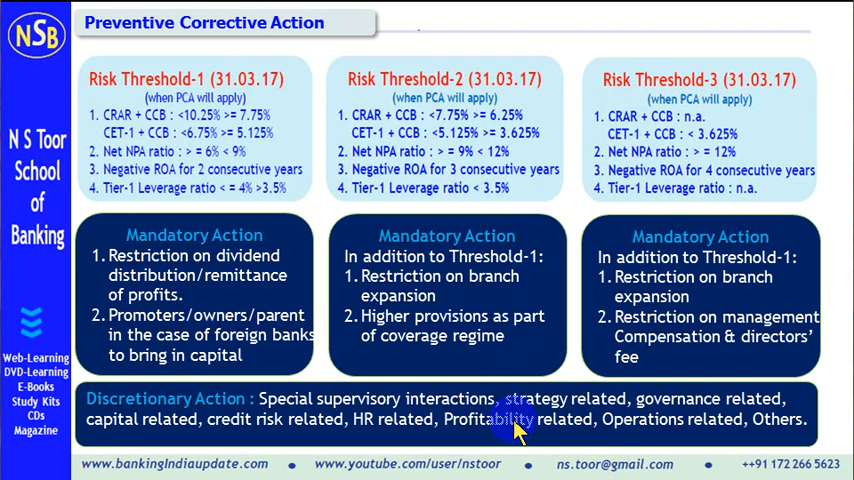 NSB
Preventive Corrective Action
N S Toor
School
of
Banking
Web-Learning
DVD-Learning
E-Books
Study Kits
CDs
Magazine
Risk Threshold-1 (31.03.17)
(when PCA will apply)
1. CRAR + CCB : <10.25% >= 7.75%
CET-1 + CCB : <6.75% >= 5.125%
2. Net NPA ratio : > = 6% < 9%
3. Negative ROA for 2 consecutive years
4. Tier-1 Leverage ratio < = 4% >3.5%
Risk Threshold-2 (31.03.17)
(when PCA will apply)
1. CRAR + CCB : <7.75% >= 6.25%
CET-1 + CCB : <5.125% >= 3.625%
2. Net NPA ratio : > = 9% < 12%
3. Negative ROA for 3 consecutive years
4. Tier-1 Leverage ratio < 3.5%
Risk Threshold-3 (31.03.17)
(when PCA will apply)
1. CRAR + CCB : n.a.
CET-1 + CCB : < 3.625%
2. Net NPA ratio : > = 12%
3. Negative ROA for 4 consecutive years
4. Tier-1 Leverage ratio : n.a.
Mandatory Action
1. Restriction on dividend
distribution/remittance
of profits.
2. Promoters/owners/parent
in the case of foreign banks
to bring in capital
Mandatory Action
In addition to Threshold-1:
1. Restriction on branch
expansion
2. Higher provisions as part
of coverage regime
Mandatory Action
In addition to Threshold-1:
1. Restriction on branch
expansion
2. Restriction on management
Compensation & directors'
fee
Discretionary Action : Special supervisory interactions, strategy related, governance related,
capital related, credit risk related, HR related, Profitability related, Operations related, Others.
www.bankingindiaupdate.com • www.youtube.com/user/nstoor • ns.toor@gmail.com • ++91 172 266 5623